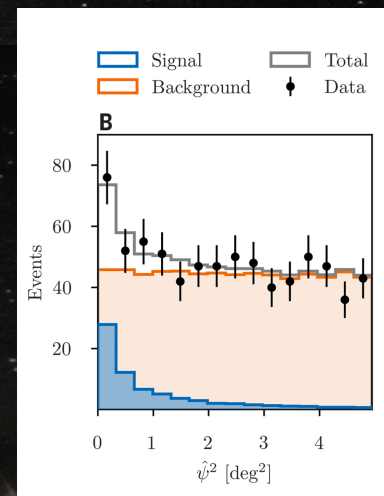 Signal
Total
Background
Data
B
80
60
40
20
Events
0 1 2 3 4
ψ̂² [deg²]